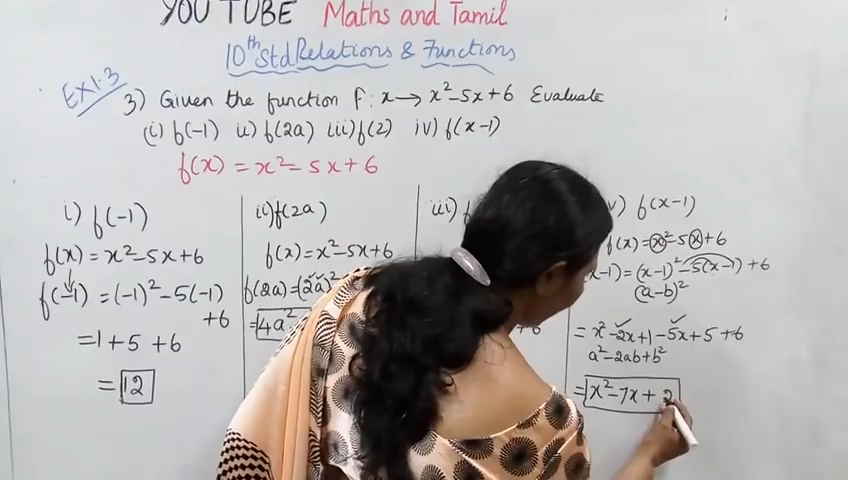 YOU TUBE Maths and Tamil
10th Std Relations & Functions
Ex 1.3
3) Given the function f: x → x² - 5x + 6 Evaluate
(i) f(-1) ii) f(2a) (iii) f(2) iv) f(x-1)
f(x) = x² - 5x + 6
i) f(-1)
f(x) = x² - 5x + 6
f(-1) = (-1)² - 5(-1)
+6
= 1 + 5 + 6
= 12
ii) f(2a)
f(x) = x² - 5x + 6
f(2a) = (2a)²
= 4a²
iii)
+6
v) f(x-1)
f(x) = x² - 5x + 6
x-1) = (x-1)² - 5(x-1) + 6
(a-b)²
= x² - 2x + 1 - 5x + 5 + 6
a² - 2ab + b²
= x² - 7x + 2